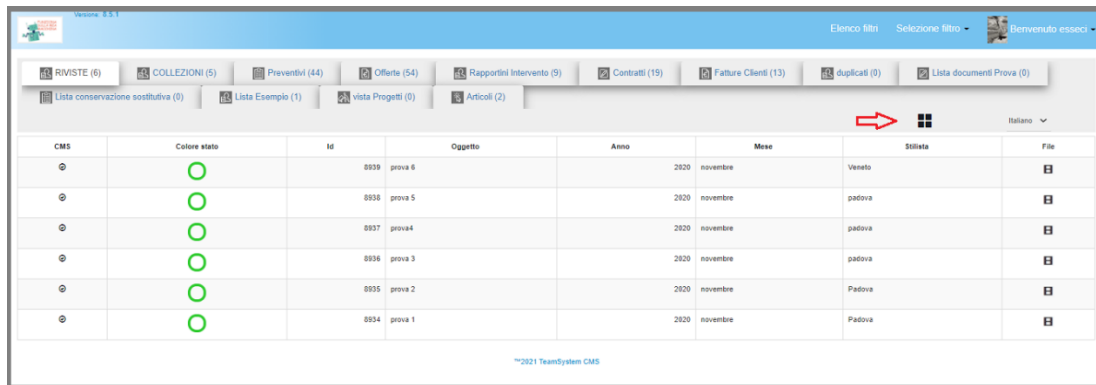 Versione: 8.5.1
Elenco filtri Selezione filtro Benvenuto esseci
RIVISTE (6) COLLEZIONI (5) Preventivi (44) Offerte (54) Rapportini Intervento (9) Contratti (19) Fatture Clienti (13) duplicati (0) Lista documenti Prova (0)
Lista conservazione sostitutiva (0) Lista Esempio (1) vista Progetti (0) Articoli (2)
Italiano
CMS Colore stato Id Oggetto Anno Mese Stilista File
8939 prova 6 2020 novembre Veneto
8938 prova 5 2020 novembre padova
8937 prova4 2020 novembre padova
8936 prova 3 2020 novembre padova
8935 prova 2 2020 novembre Padova
8934 prova 1 2020 novembre Padova
™2021 TeamSystem CMS